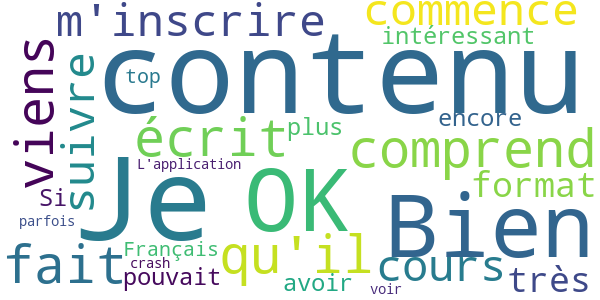 m'inscrire
commence
intéressant
viens
suivre
top
contenu
encore
écrit
plus
L'application
comprend
Si
parfois
Je
OK
format
Bien
fait
Français
crash
pouvait
qu'il
avoir
cours
voir
très